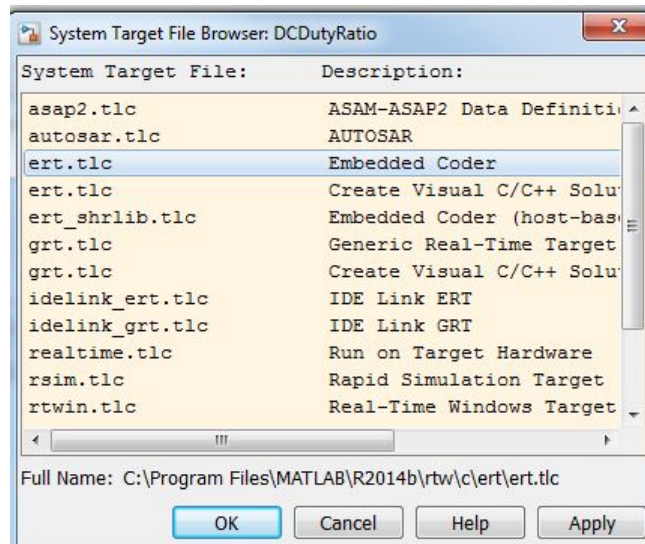 System Target File Browser: DCDutyRatio
System Target File: Description:
asap2.tlc ASAM-ASAP2 Data Definiti
autosar.tlc AUTOSAR
ert.tlc Embedded Coder
ert.tlc Create Visual C/C++ Solu
ert_shrlib.tlc Embedded Coder (host-bas
grt.tlc Generic Real-Time Target
grt.tlc Create Visual C/C++ Solu
idelink_ert.tlc IDE Link ERT
idelink_grt.tlc IDE Link GRT
realtime.tlc Run on Target Hardware
rsim.tlc Rapid Simulation Target
rtwin.tlc Real-Time Windows Target
Full Name: C:\Program Files\MATLAB\R2014b\rtw\c\ert\ert.tlc
OK Cancel Help Apply